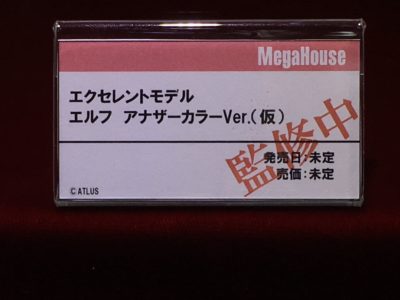 MegaHouse
エクセレントモデル
エルフ アナザーカラーVer.(仮)
監修中
発売日:未定
売価:未定
©ATLUS